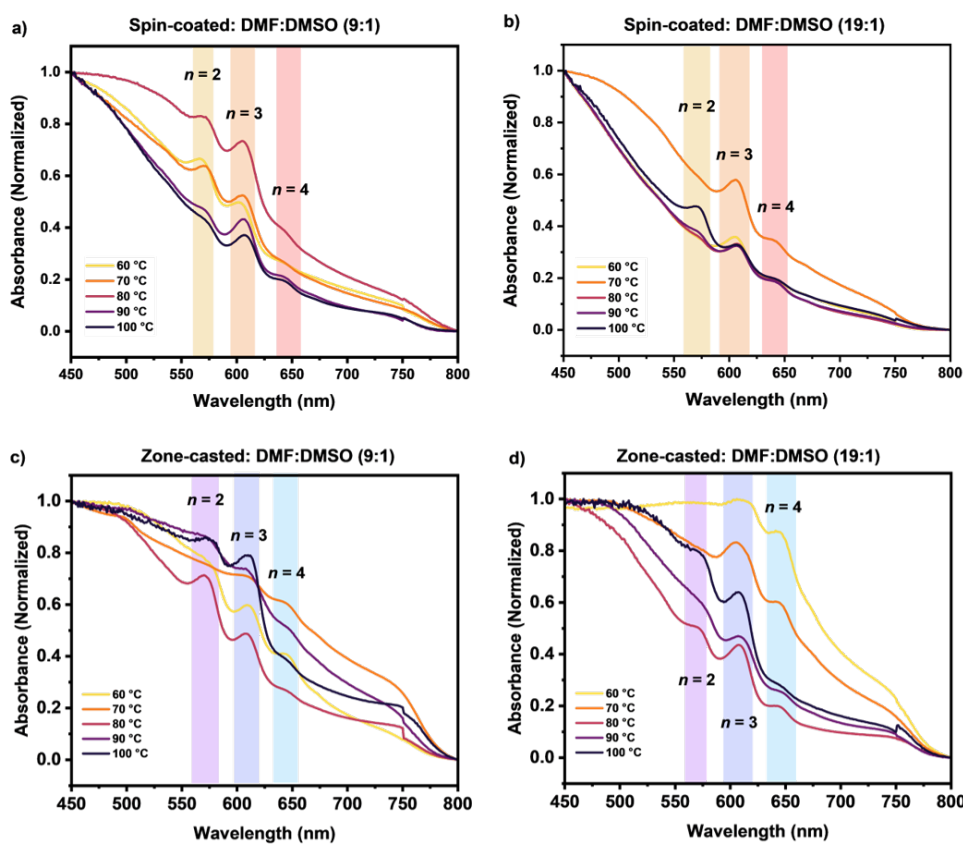 a)
Spin-coated: DMF:DMSO (9:1)
Absorbance (Normalized)
1.0
0.8
0.6
0.4
0.2
0.0
n = 2
n = 3
n = 4
60 °C
70 °C
80 °C
90 °C
100 °C
450 500 550 600 650 700 750 800
Wavelength (nm)
b)
Spin-coated: DMF:DMSO (19:1)
Absorbance (Normalized)
1.0
0.8
0.6
0.4
0.2
0.0
n = 2
n = 3
n = 4
60 °C
70 °C
80 °C
90 °C
100 °C
450 500 550 600 650 700 750 800
Wavelength (nm)
c)
Zone-casted: DMF:DMSO (9:1)
Absorbance (Normalized)
1.0
0.8
0.6
0.4
0.2
0.0
n = 2
n = 3
n = 4
60 °C
70 °C
80 °C
90 °C
100 °C
450 500 550 600 650 700 750 800
Wavelength (nm)
d)
Zone-casted: DMF:DMSO (19:1)
Absorbance (Normalized)
1.0
0.8
0.6
0.4
0.2
0.0
n = 4
n = 2
n = 3
60 °C
70 °C
80 °C
90 °C
100 °C
450 500 550 600 650 700 750 800
Wavelength (nm)